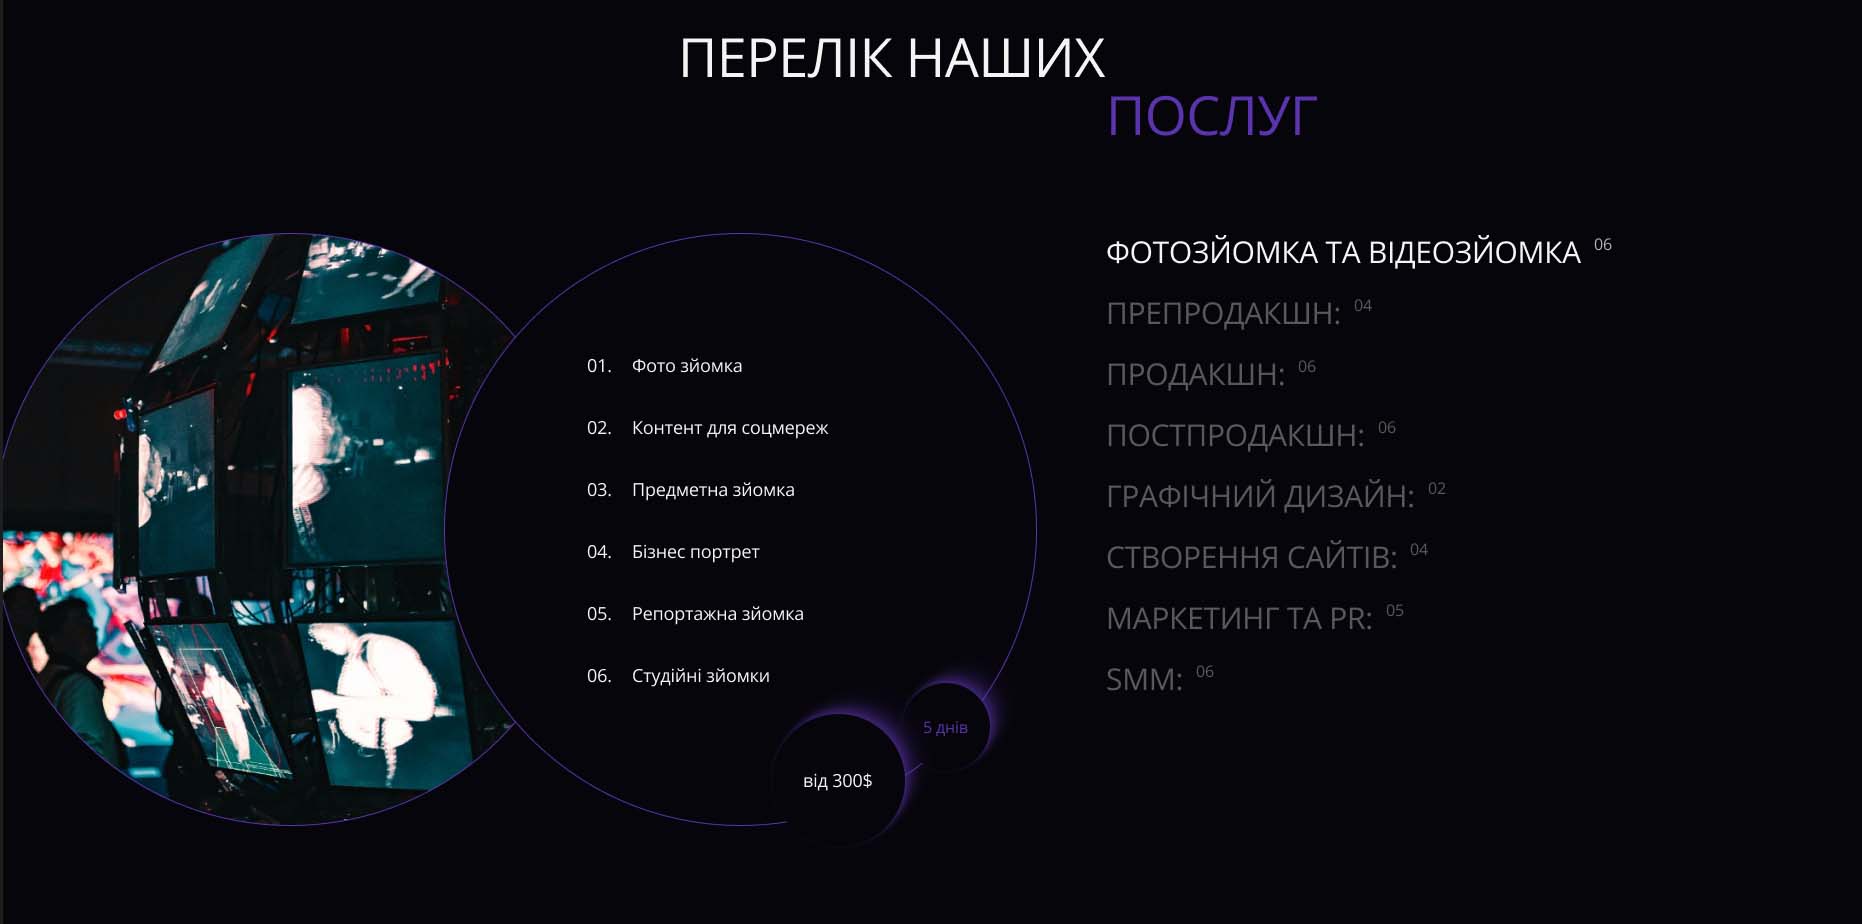 ПЕРЕЛІК НАШИХ
ПОСЛУГ
01. Фото зйомка
02. Контент для соцмереж
03. Предметна зйомка
04. Бізнес портрет
05. Репортажна зйомка
06. Студійні зйомки
5 днів
від 300$
ФОТОЗЙОМКА ТА ВІДЕОЗЙОМКА 06
ПРЕПРОДАКШН: 04
ПРОДАКШН: 06
ПОСТПРОДАКШН: 06
ГРАФІЧНИЙ ДИЗАЙН: 02
СТВОРЕННЯ САЙТІВ: 04
МАРКЕТИНГ ТА PR: 05
SMM: 06